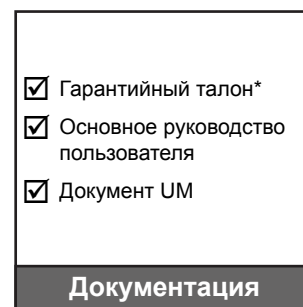 ☑ Гарантийный талон*
☑ Основное руководство
пользователя
☑ Документ UM
Документация